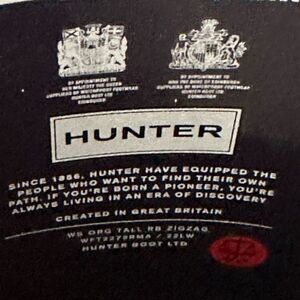 BY APPOINTMENT TO
HER MAJESTY THE QUEEN
SUPPLIERS OF WATERPROOF FOOTWEAR
HUNTER BOOT LTD
EDINBURGH
BY APPOINTMENT TO
HRH THE DUKE OF EDINBURGH
SUPPLIERS OF WATERPROOF FOOTWEAR
HUNTER BOOT LTD
EDINBURGH
HUNTER
SINCE 1856, HUNTER HAVE EQUIPPED THE
PEOPLE WHO WANT TO FIND THEIR OWN
PATH. IF YOU'RE BORN A PIONEER, YOU'RE
ALWAYS LIVING IN AN ERA OF DISCOVERY
CREATED IN GREAT BRITAIN
WS ORG TALL RB ZIGZAG
WFT2279RMA / 22LW
HUNTER BOOT LTD